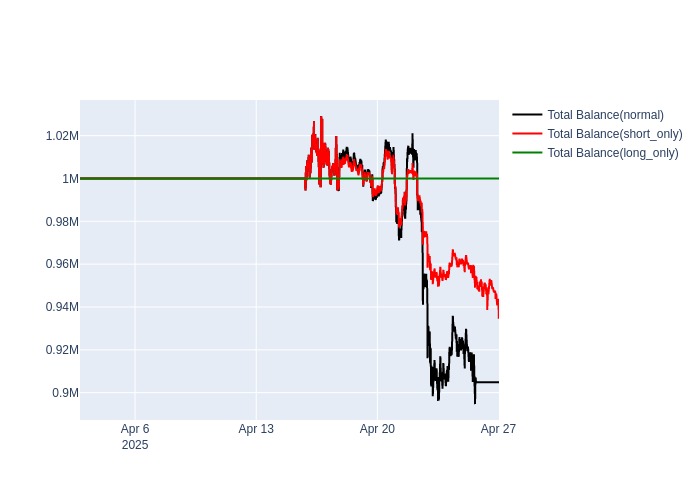 Total Balance(normal)
Total Balance(short_only)
Total Balance(long_only)
1.02M
1M
0.98M
0.96M
0.94M
0.92M
0.9M
Apr 6
2025
Apr 13
Apr 20
Apr 27